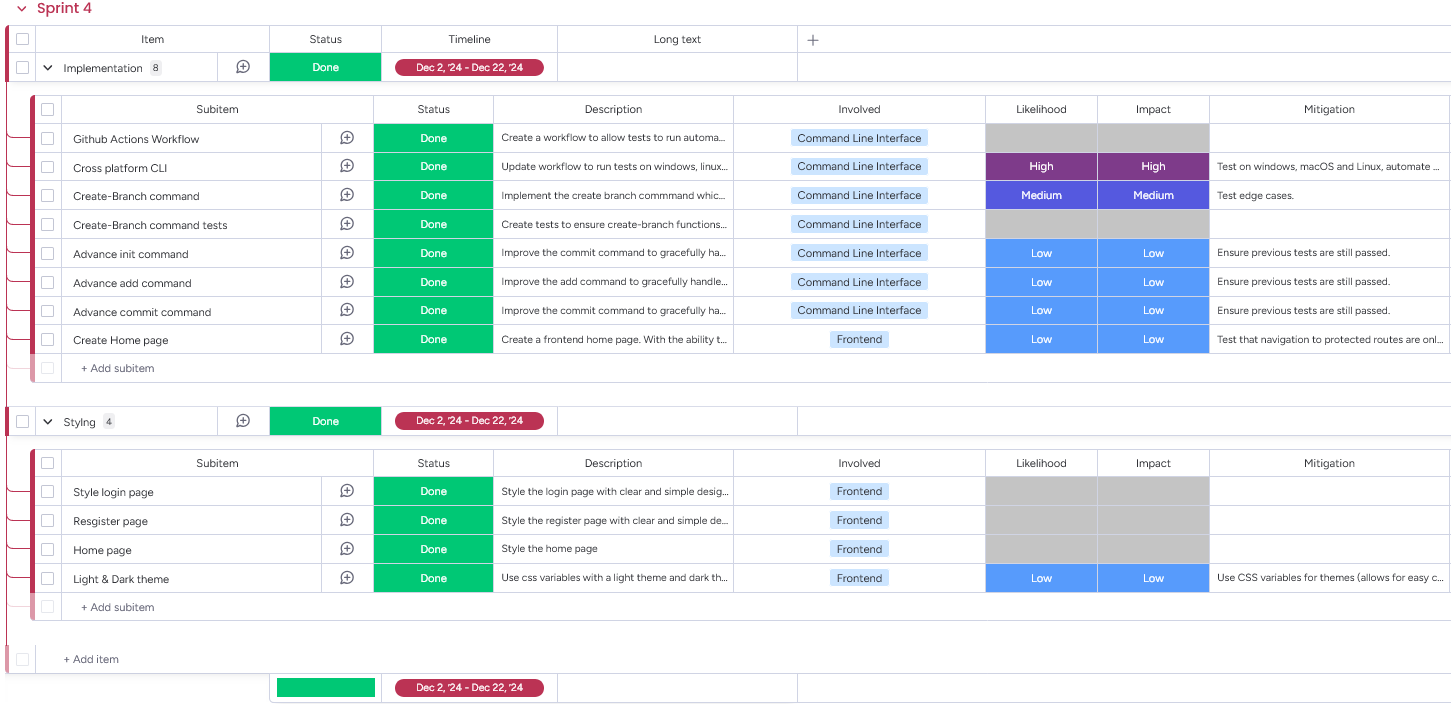 Sprint 4
Item Status Timeline Long text
Implementation 8 Done Dec 2, '24 - Dec 22, '24
Subitem Status Description Involved Likelihood Impact Mitigation
Github Actions Workflow Done Create a workflow to allow tests to run automa... Command Line Interface
Cross platform CLI Done Update workflow to run tests on windows, linux... Command Line Interface High High Test on windows, macOS and Linux, automate ...
Create-Branch command Done Implement the create branch commmand whic... Command Line Interface Medium Medium Test edge cases.
Create-Branch command tests Done Create tests to ensure create-branch functions... Command Line Interface
Advance init command Done Improve the commit command to gracefully ha... Command Line Interface Low Low Ensure previous tests are still passed.
Advance add command Done Improve the add command to gracefully handle... Command Line Interface Low Low Ensure previous tests are still passed.
Advance commit command Done Improve the commit command to gracefully ha... Command Line Interface Low Low Ensure previous tests are still passed.
Create Home page Done Create a frontend home page. With the ability t... Frontend Low Low Test that navigation to protected routes are onl...
+ Add subitem
Stylng 4 Done Dec 2, '24 - Dec 22, '24
Subitem Status Description Involved Likelihood Impact Mitigation
Style login page Done Style the login page with clear and simple desig... Frontend
Resgister page Done Style the register page with clear and simple de... Frontend
Home page Done Style the home page Frontend
Light & Dark theme Done Use css variables with a light theme and dark th... Frontend Low Low Use CSS variables for themes (allows for easy c...
+ Add subitem
+ Add item
Dec 2, '24 - Dec 22, '24